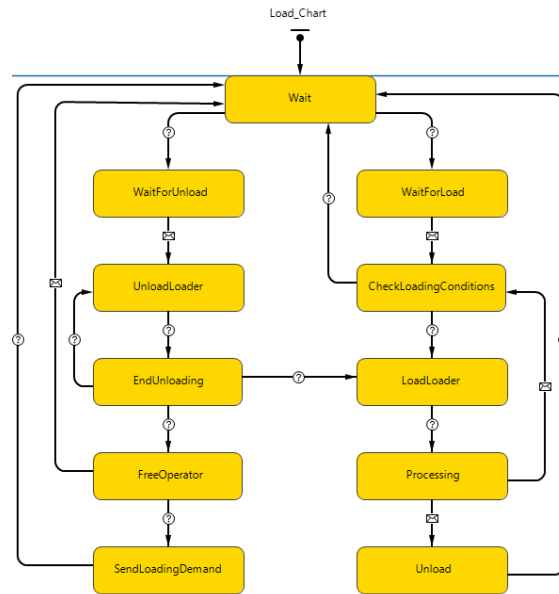 Load_Chart
Wait
WaitForUnload
WaitForLoad
UnloadLoader
CheckLoadingConditions
EndUnloading
LoadLoader
FreeOperator
Processing
SendLoadingDemand
Unload